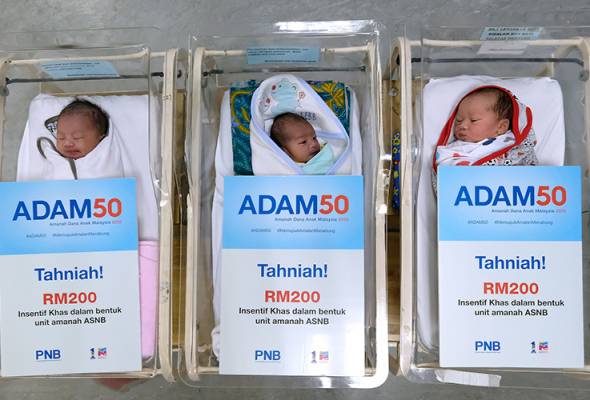 ADAM50
Amanah Dana Anak Malaysia 2050
Tahniah!
RM200
Insentif Khas dalam bentuk
unit amanah ASNB
PNB
ADAM50
Amanah Dana Anak Malaysia 2050
#ADAM50
Tahniah!
RM200
Insentif Khas dalam bentuk
unit amanah ASNB
PNB
ADAM50
Amanah Dana Anak Malaysia 2050
Tahniah!
RM200
Insentif Khas dalam bentuk
unit amanah ASNB
PNB